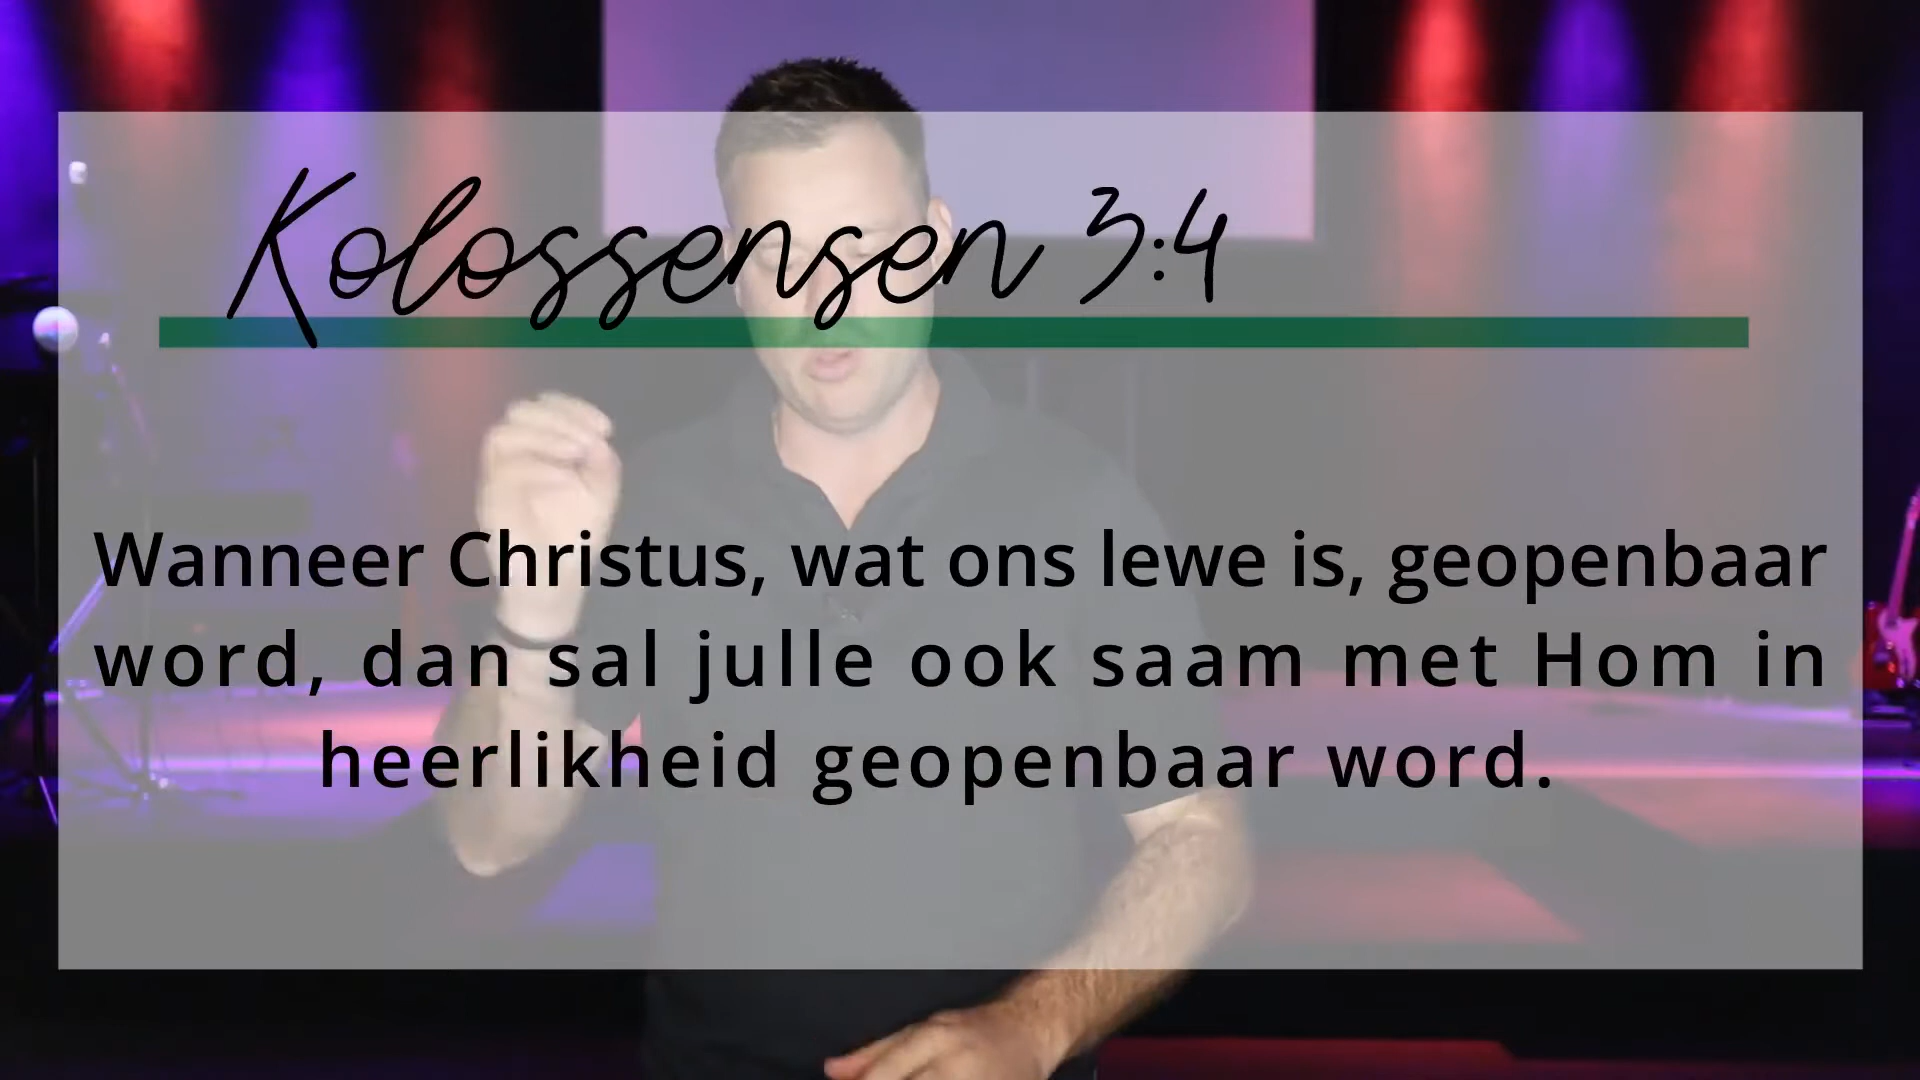 Kolossensen 3:4
Wanneer Christus, wat ons lewe is, geopenbaar
word, dan sal julle ook saam met Hom in
heerlikheid geopenbaar word.